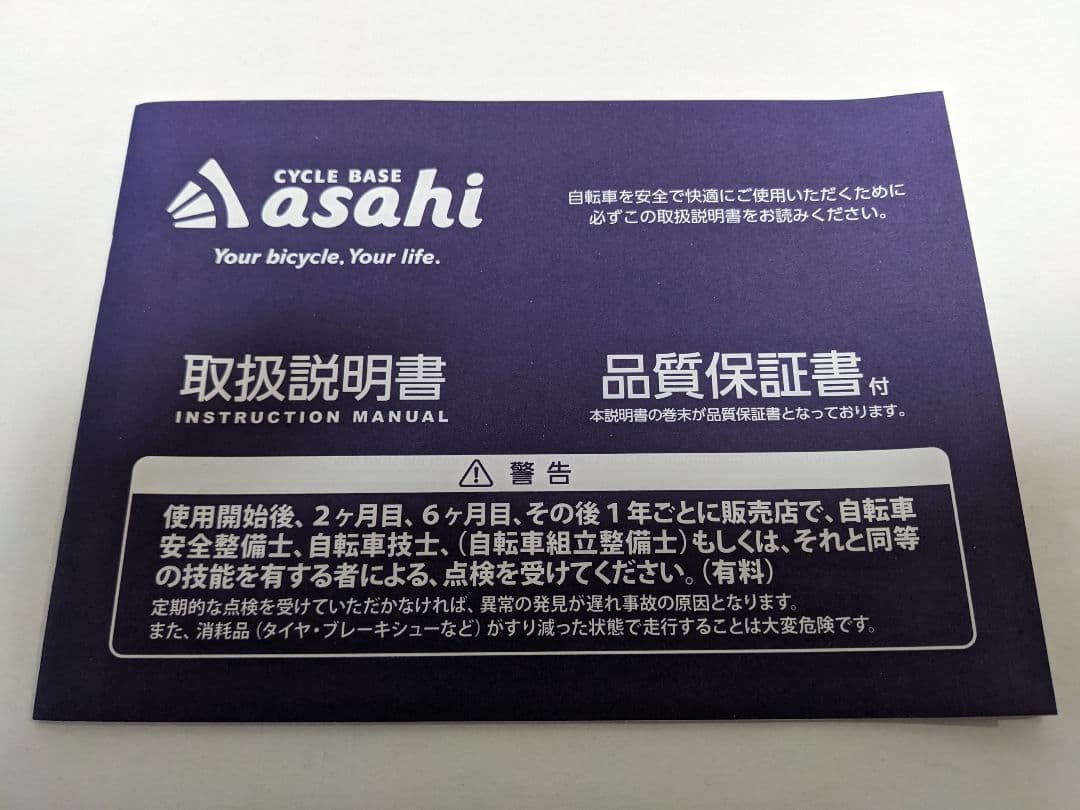 CYCLE BASE
asahi
Your bicycle, Your life.
自転車を安全で快適にご使用いただくために
必ずこの取扱説明書をお読みください。
取扱説明書
INSTRUCTION MANUAL
品質保証書付
本説明書の巻末が品質保証書となっております。
警告
使用開始後、2ヶ月目、6ヶ月目、その後1年ごとに販売店で、自転車
安全整備士、自転車技士、（自転車組立整備士）もしくは、それと同等
の技能を有する者による、点検を受けてください。（有料）
定期的な点検を受けていただかなければ、異常の発見が遅れ事故の原因となります。
また、消耗品（タイヤ・ブレーキシューなど）がすり減った状態で走行することは大変危険です。